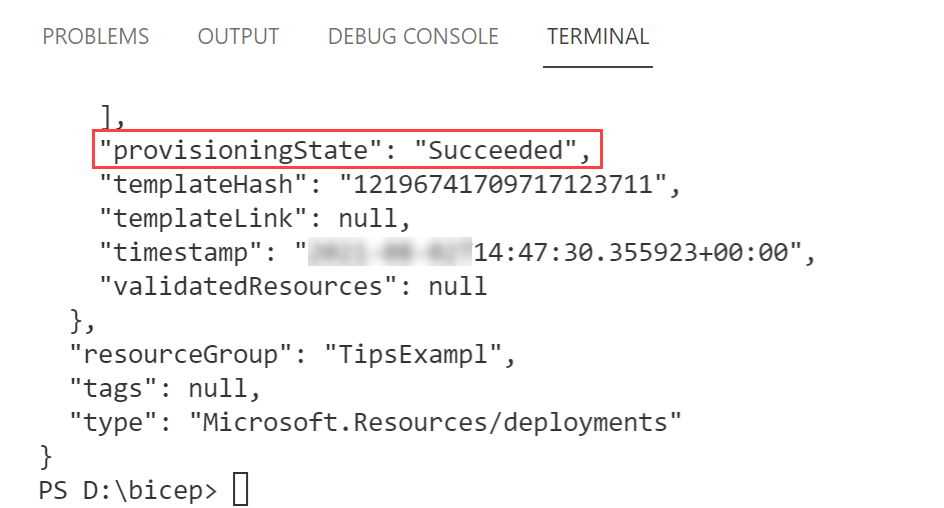 PROBLEMS OUTPUT DEBUG CONSOLE TERMINAL
],
"provisioningState": "Succeeded",
"templateHash": "12196741709717123711",
"templateLink": null,
"timestamp": "14:47:30.355923+00:00",
"validatedResources": null
},
"resourceGroup": "TipsExampl",
"tags": null,
"type": "Microsoft.Resources/deployments"
}
PS D:\bicep>